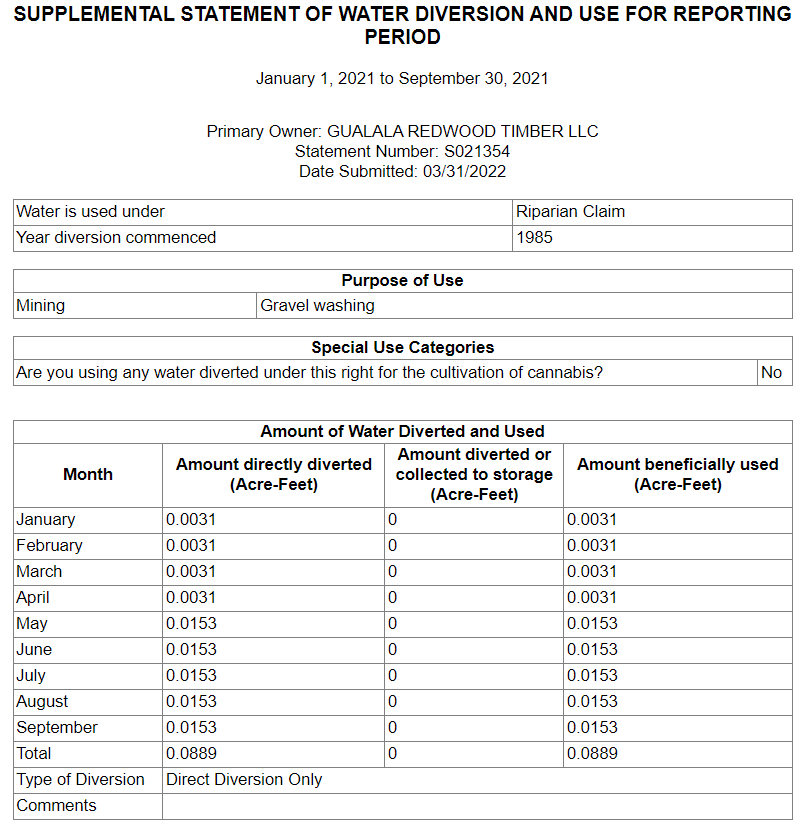 SUPPLEMENTAL STATEMENT OF WATER DIVERSION AND USE FOR REPORTING
PERIOD
January 1, 2021 to September 30, 2021
Primary Owner: GUALALA REDWOOD TIMBER LLC
Statement Number: S021354
Date Submitted: 03/31/2022
Water is used under Riparian Claim
Year diversion commenced 1985
Purpose of Use
Mining Gravel washing
Special Use Categories
Are you using any water diverted under this right for the cultivation of cannabis? No
Amount of Water Diverted and Used
Month Amount directly diverted (Acre-Feet) Amount diverted or collected to storage (Acre-Feet) Amount beneficially used (Acre-Feet)
January 0.0031 0 0.0031
February 0.0031 0 0.0031
March 0.0031 0 0.0031
April 0.0031 0 0.0031
May 0.0153 0 0.0153
June 0.0153 0 0.0153
July 0.0153 0 0.0153
August 0.0153 0 0.0153
September 0.0153 0 0.0153
Total 0.0889 0 0.0889
Type of Diversion Direct Diversion Only
Comments